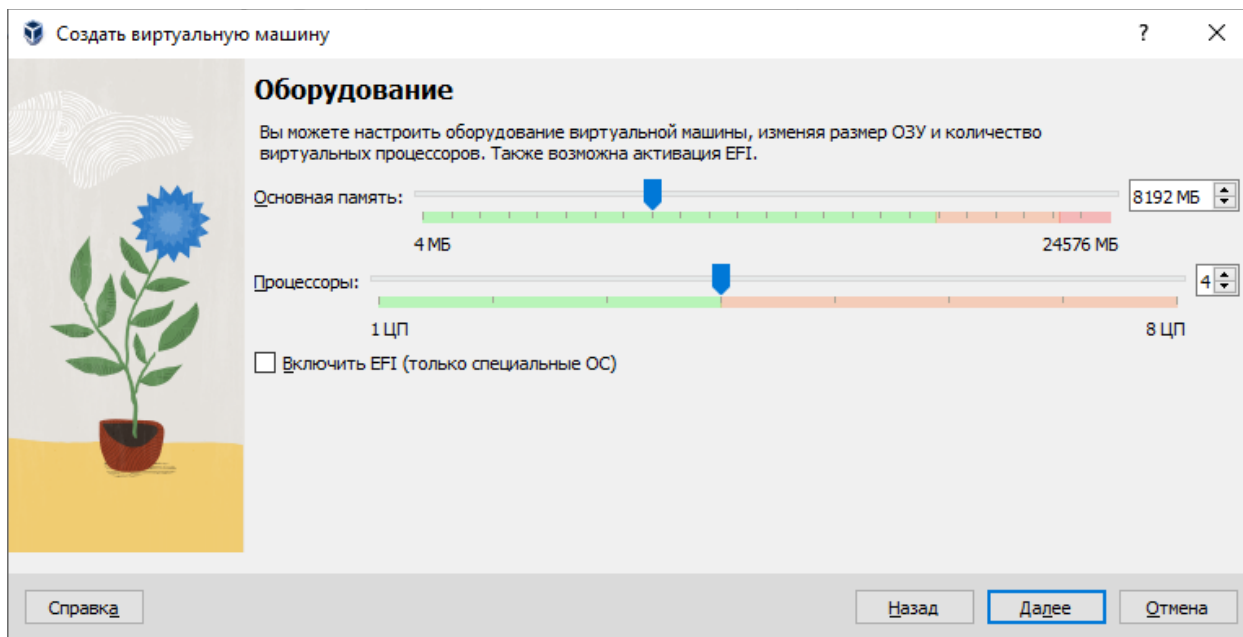 Создать виртуальную машину
Оборудование
Вы можете настроить оборудование виртуальной машины, изменяя размер ОЗУ и количество
виртуальных процессоров. Также возможна активация EFI.
Основная память: 8192 МБ
4 МБ 24576 МБ
Процессоры: 4
1 ЦП 8 ЦП
Включить EFI (только специальные ОС)
Справка Назад Далее Отмена